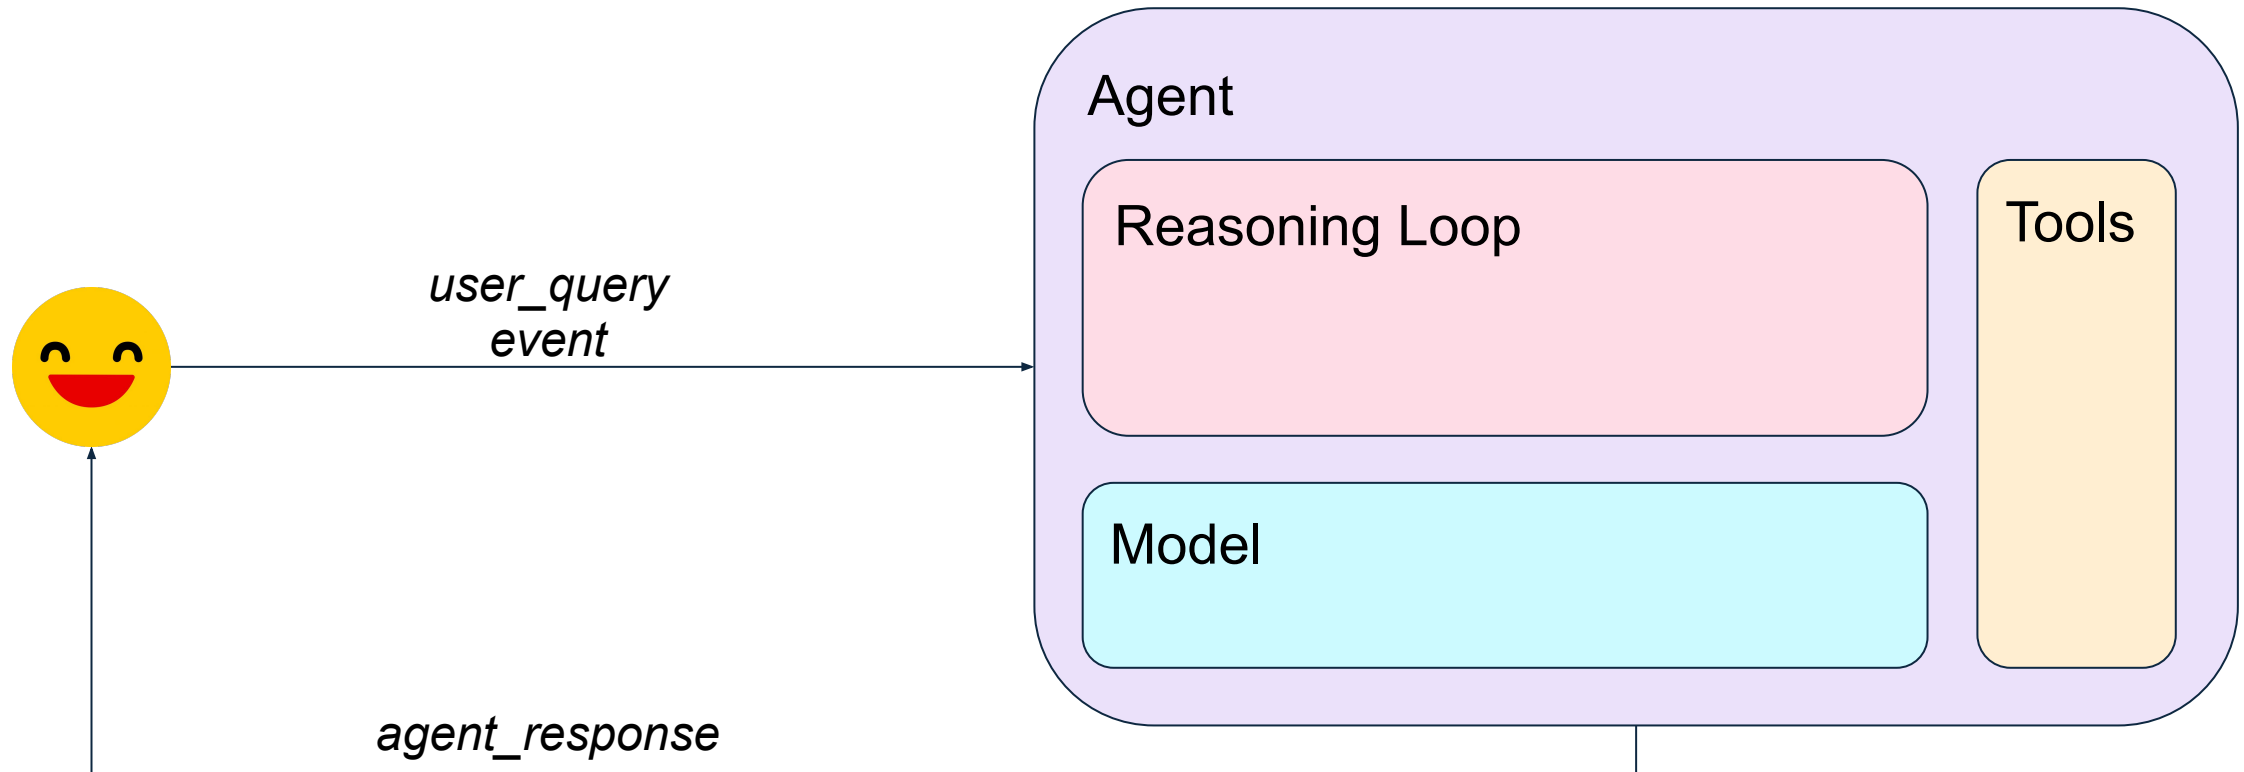 Agent
Reasoning Loop
Tools
user_query
event
Model
agent_response